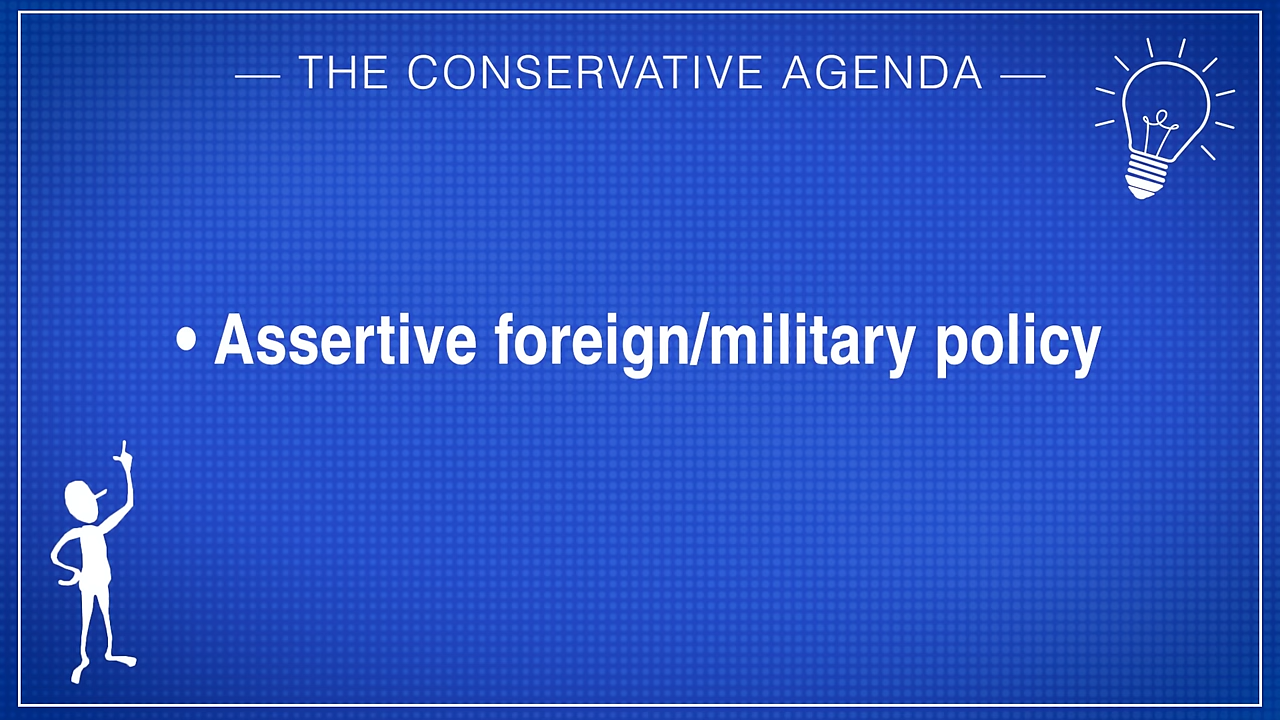 — THE CONSERVATIVE AGENDA —
• Assertive foreign/military policy